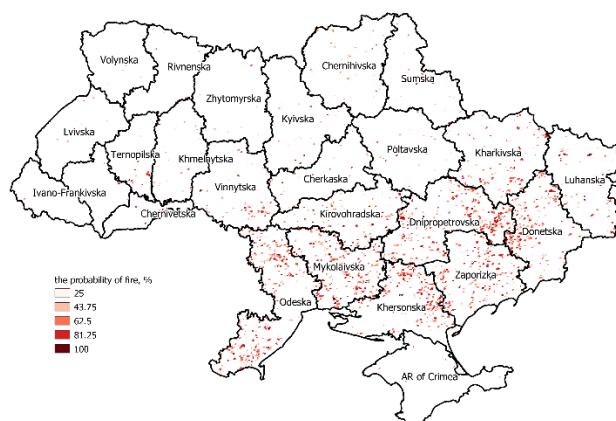 Volynska
Rivnenska
Chernihivska
Sumska
Zhytomyrska
Kyivska
Lvivska
Ternopilska
Khmelnytska
Poltavska
Kharkivska
Luhanska
Ivano-Frankivska
Vinnytska
Cherkaska
Chernivetska
Kirovohradska
Dnipropetrovska
Donetska
Mykolaivska
Zaporizka
Odeska
Khersonska
AR of Crimea
the probability of fire, %
25
43.75
62.5
81.25
100